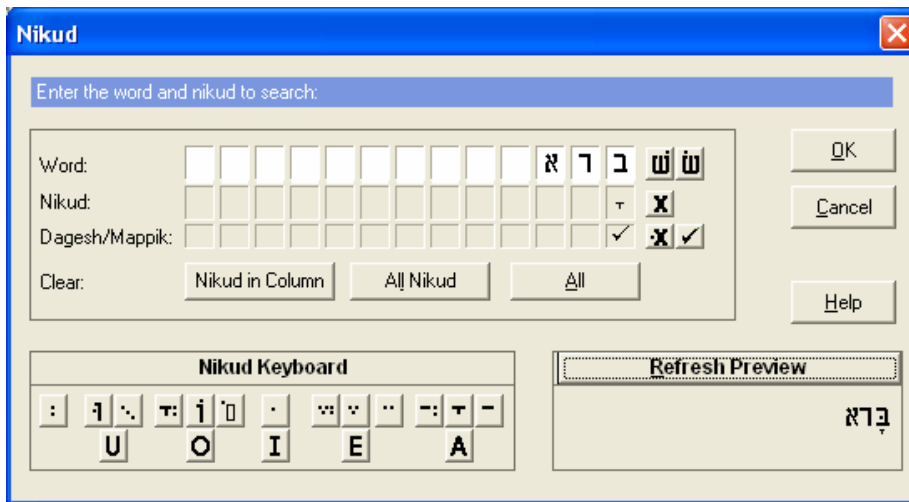 Nikud
Enter the word and nikud to search:
Word: א ר ב שׁ שׂ
Nikud: X
Dagesh/Mappik: ✓ ·X ✓
Clear: Nikud in Column All Nikud All
OK
Cancel
Help
Nikud Keyboard
U O I E A
Refresh Preview
בָּרא